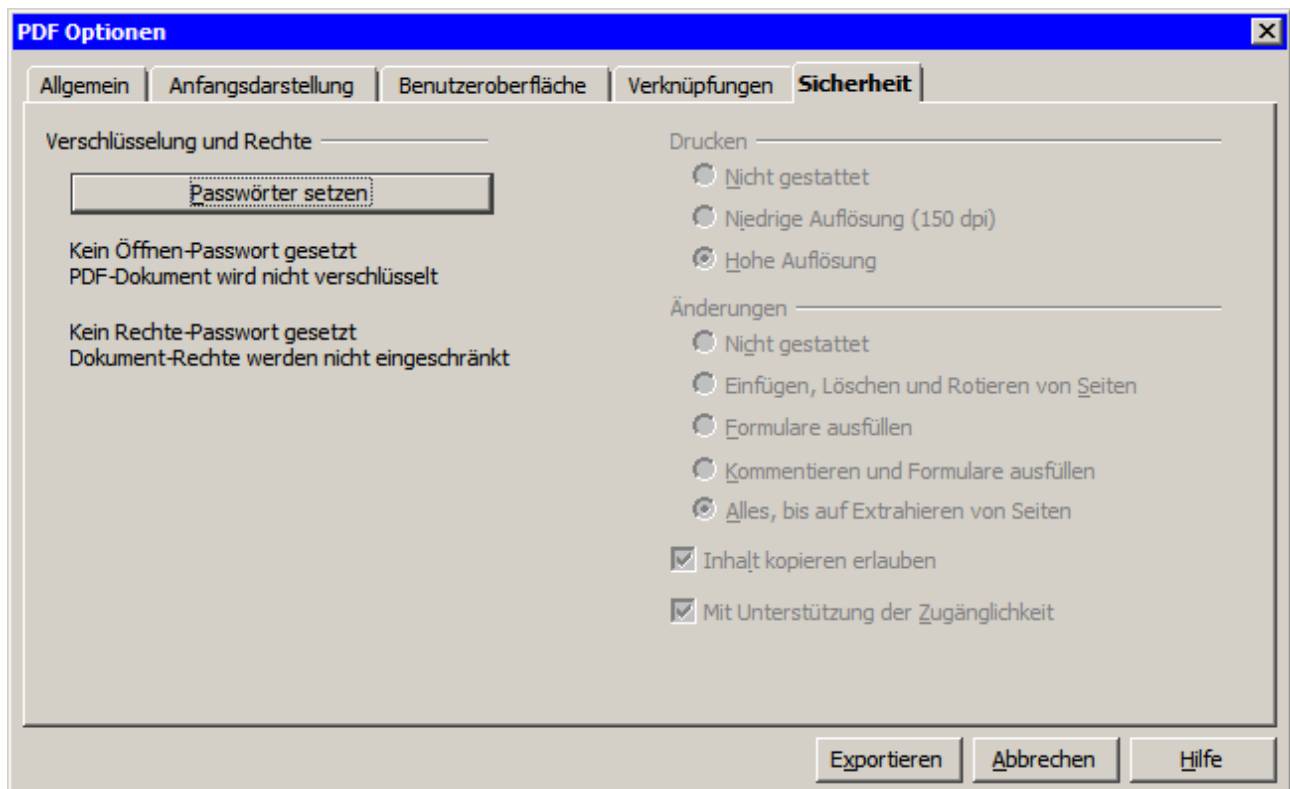 PDF Optionen
Allgemein Anfangsdarstellung Benutzeroberfläche Verknüpfungen Sicherheit
Verschlüsselung und Rechte
Passwörter setzen
Kein Öffnen-Passwort gesetzt
PDF-Dokument wird nicht verschlüsselt
Kein Rechte-Passwort gesetzt
Dokument-Rechte werden nicht eingeschränkt
Drucken
Nicht gestattet
Niedrige Auflösung (150 dpi)
Hohe Auflösung
Änderungen
Nicht gestattet
Einfügen, Löschen und Rotieren von Seiten
Formulare ausfüllen
Kommentieren und Formulare ausfüllen
Alles, bis auf Extrahieren von Seiten
Inhalt kopieren erlauben
Mit Unterstützung der Zugänglichkeit
Exportieren Abbrechen Hilfe